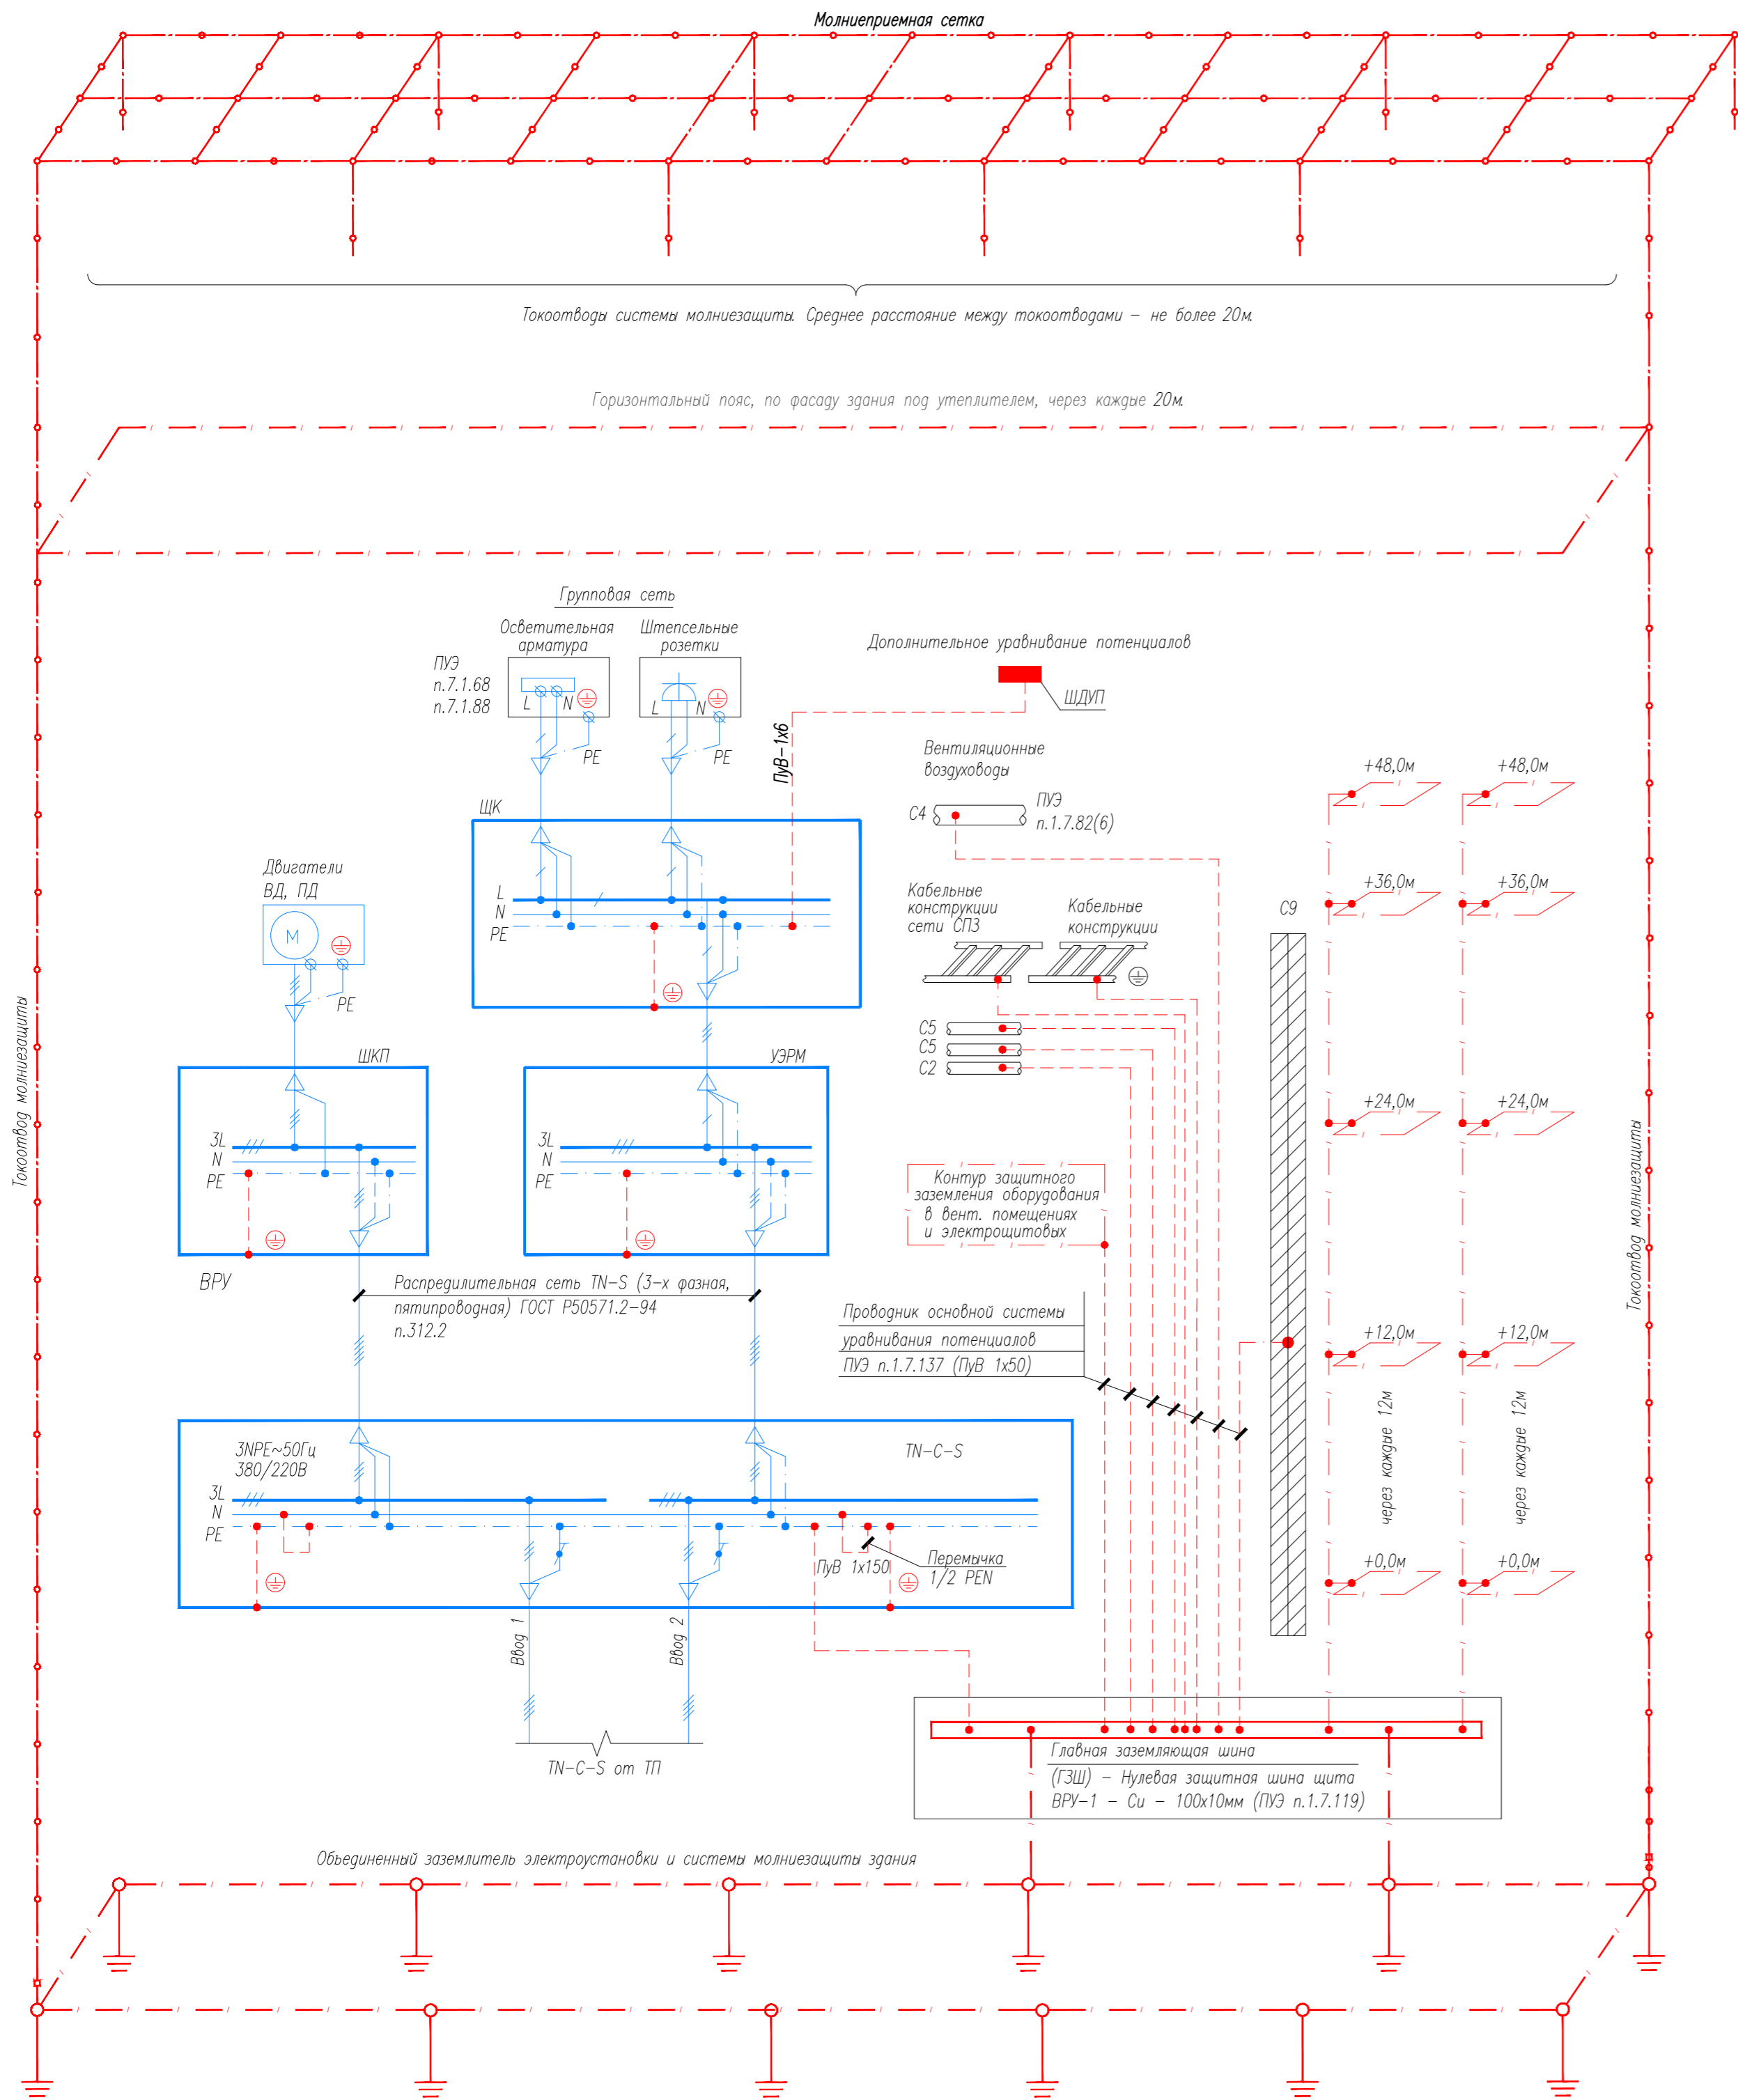 Молниеприемная сетка
Токоотводы системы молниезащиты. Среднее расстояние между токоотводами – не более 20м.
Горизонтальный пояс, по фасаду здания под утеплителем, через каждые 20м.
Групповая сеть
Осветительная
арматура
Штепсельные
розетки
ПУЭ
п.7.1.68
п.7.1.88
L
N
L
N
PE
PE
Дополнительное уравнивание потенциалов
ШДУП
ПуВ-1х6
Вентиляционные
воздуховоды
С4
ПУЭ
п.1.7.82(6)
ЩК
L
N
PE
Двигатели
ВД, ПД
М
PE
Кабельные
конструкции
сети СПЗ
Кабельные
конструкции
С5
С5
С2
С9
+48,0м
+48,0м
+36,0м
+36,0м
+24,0м
+24,0м
+12,0м
+12,0м
+0,0м
+0,0м
через каждые 12м
через каждые 12м
Токоотвод молниезащиты
Токоотвод молниезащиты
ШКП
3L
N
PE
УЭРМ
3L
N
PE
Контур защитного
заземления оборудования
в вент. помещениях
и электрощитовых
ВРУ
Распредилительная сеть TN-S (3-х фазная,
пятипроводная) ГОСТ Р50571.2-94
п.312.2
Проводник основной системы
уравнивания потенциалов
ПУЭ п.1.7.137 (ПуВ 1х50)
3NPE~50Гц
380/220В
TN-C-S
3L
N
PE
ПуВ 1х150
Перемычка
1/2 PEN
Ввод 1
Ввод 2
TN-C-S от ТП
Главная заземляющая шина
(ГЗШ) – Нулевая защитная шина щита
ВРУ-1 – Си – 100х10мм (ПУЭ п.1.7.119)
Объединенный заземлитель электроустановки и системы молниезащиты здания